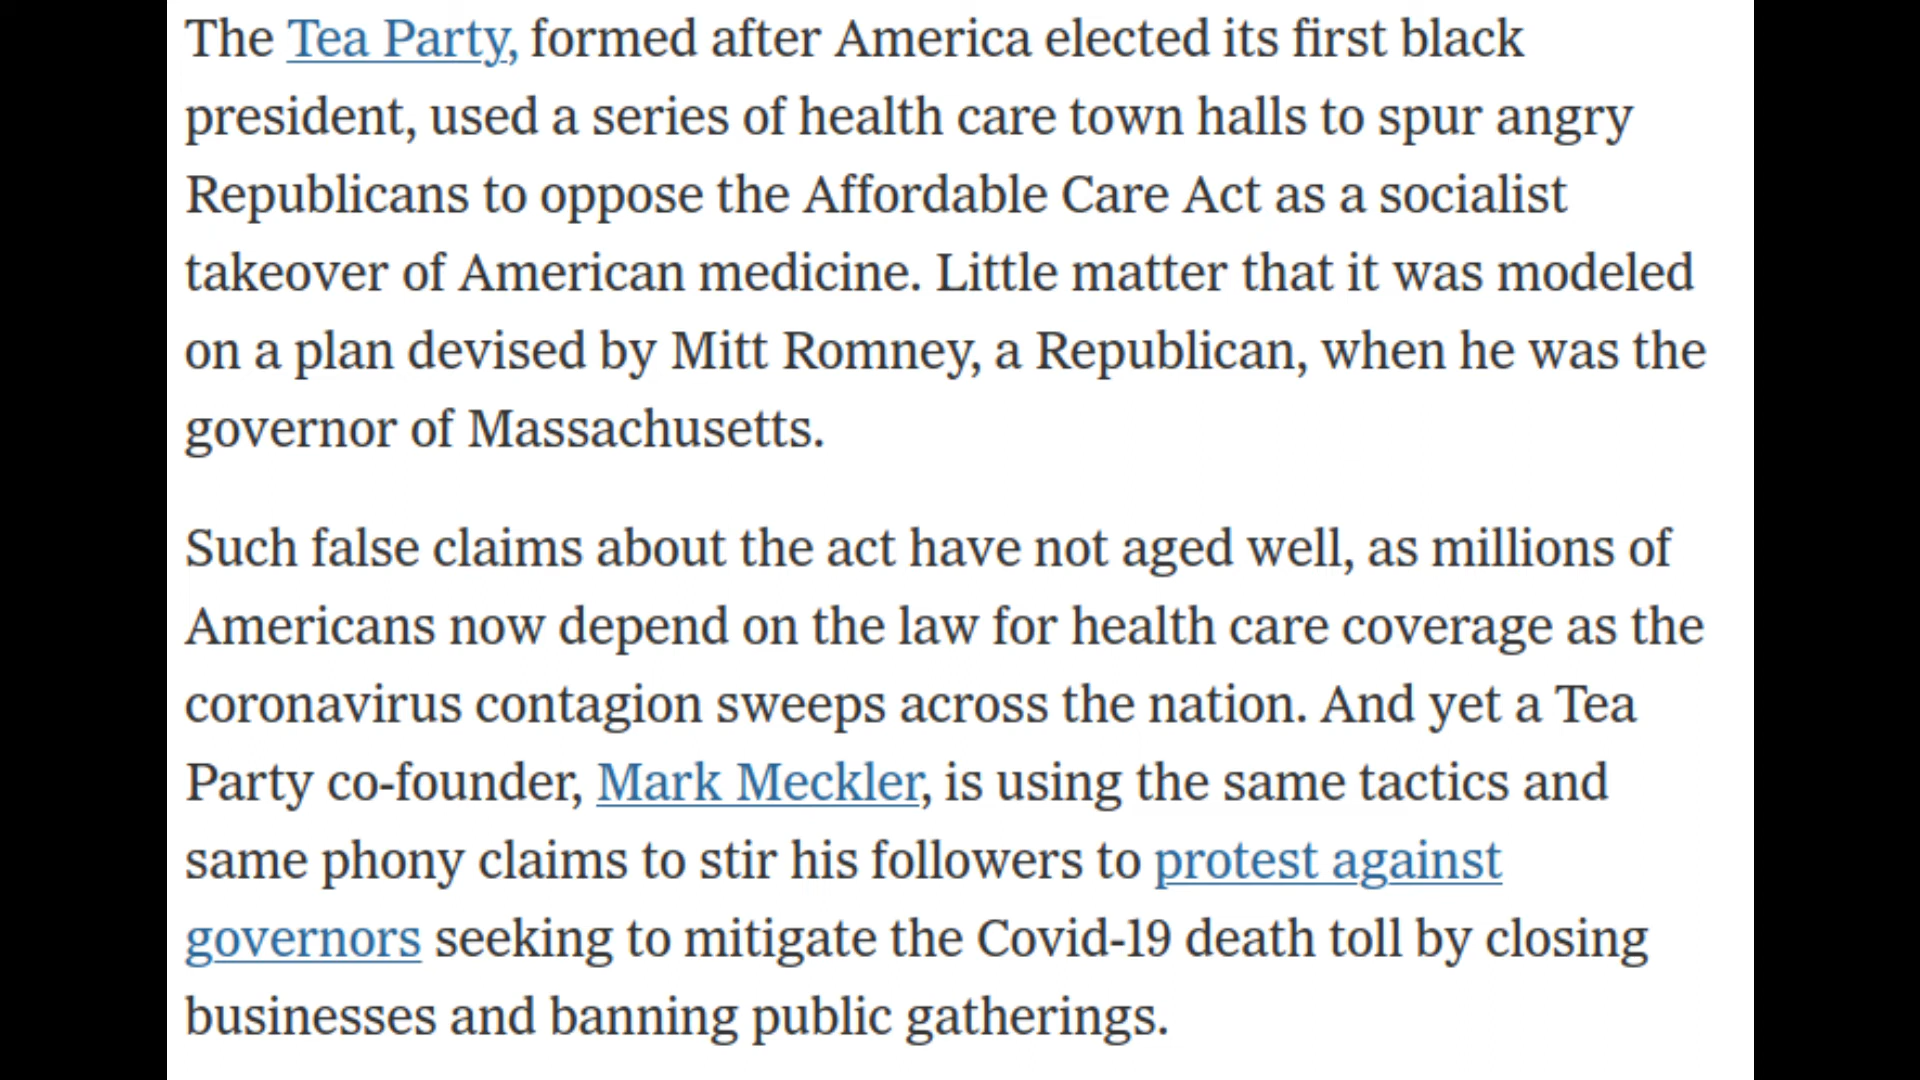 The Tea Party, formed after America elected its first black
president, used a series of health care town halls to spur angry
Republicans to oppose the Affordable Care Act as a socialist
takeover of American medicine. Little matter that it was modeled
on a plan devised by Mitt Romney, a Republican, when he was the
governor of Massachusetts.
Such false claims about the act have not aged well, as millions of
Americans now depend on the law for health care coverage as the
coronavirus contagion sweeps across the nation. And yet a Tea
Party co-founder, Mark Meckler, is using the same tactics and
same phony claims to stir his followers to protest against
governors seeking to mitigate the Covid-19 death toll by closing
businesses and banning public gatherings.